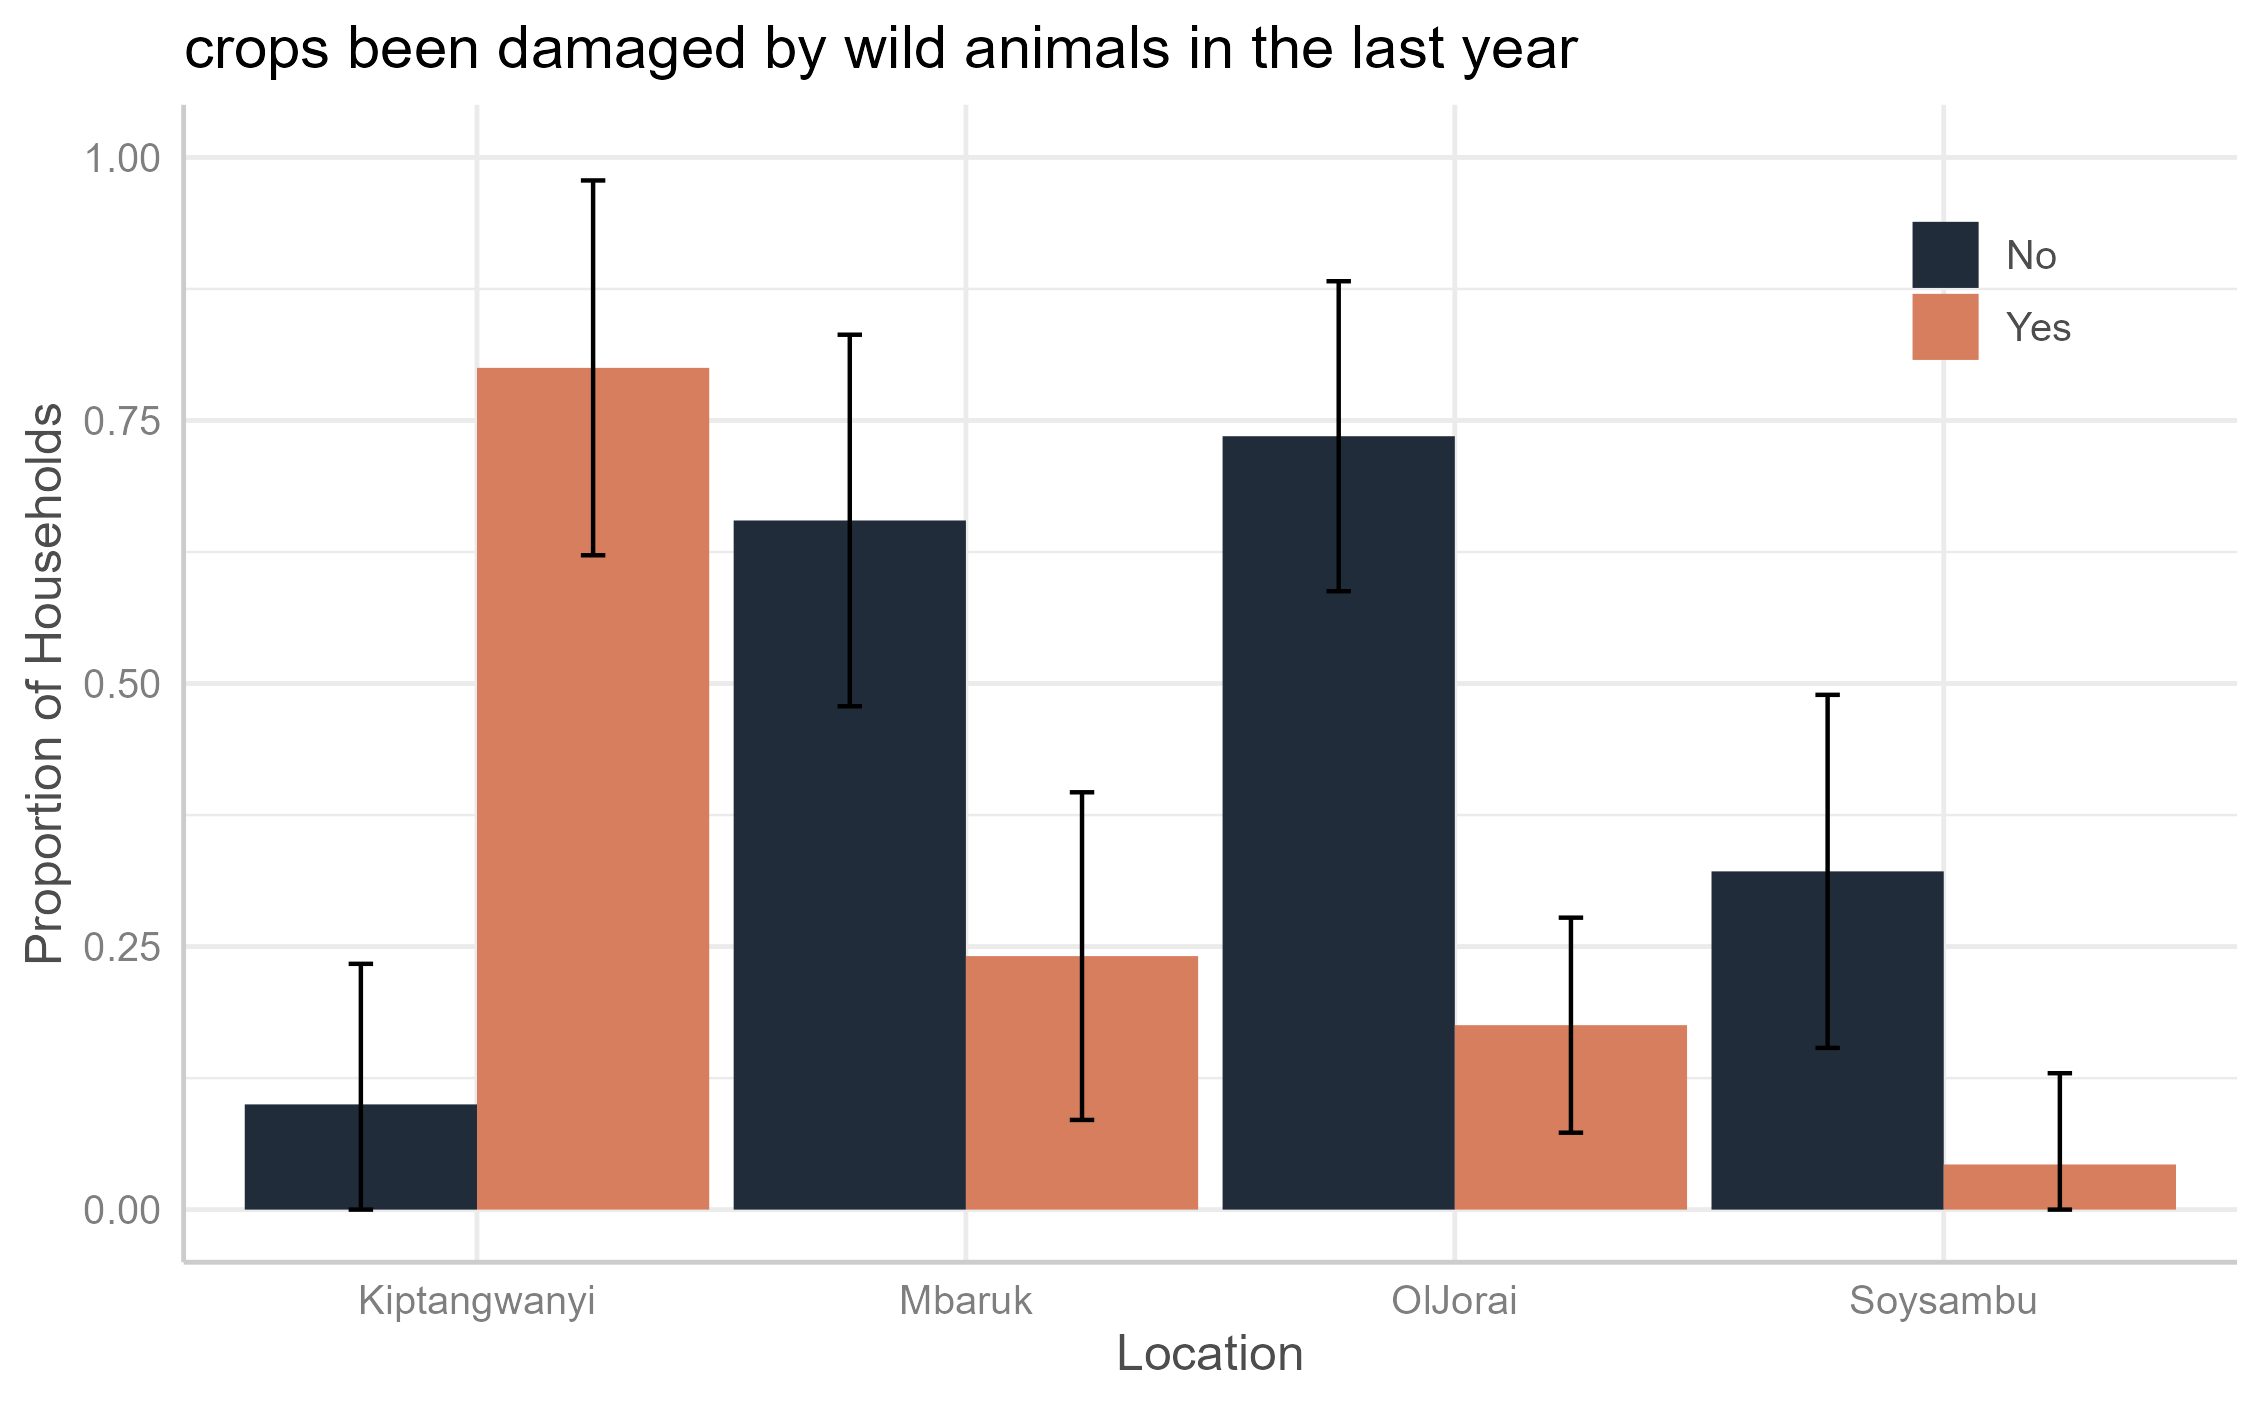 crops been damaged by wild animals in the last year
Proportion of Households
1.00
0.75
0.50
0.25
0.00
No
Yes
Kiptangwanyi
Mbaruk
OlJorai
Soysambu
Location